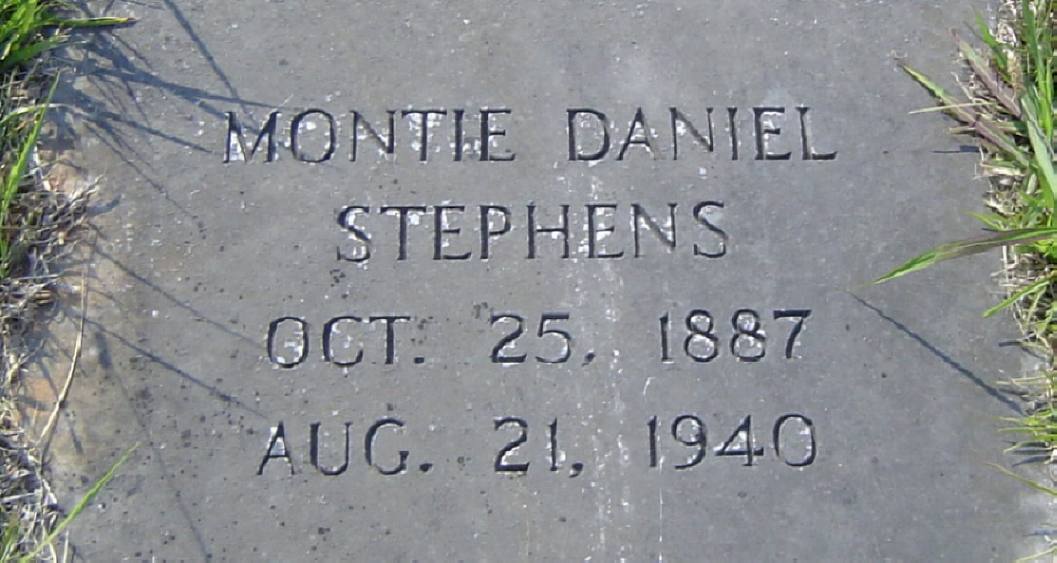 MONTIE DANIEL
STEPHENS
OCT. 25, 1887
AUG. 21, 1940